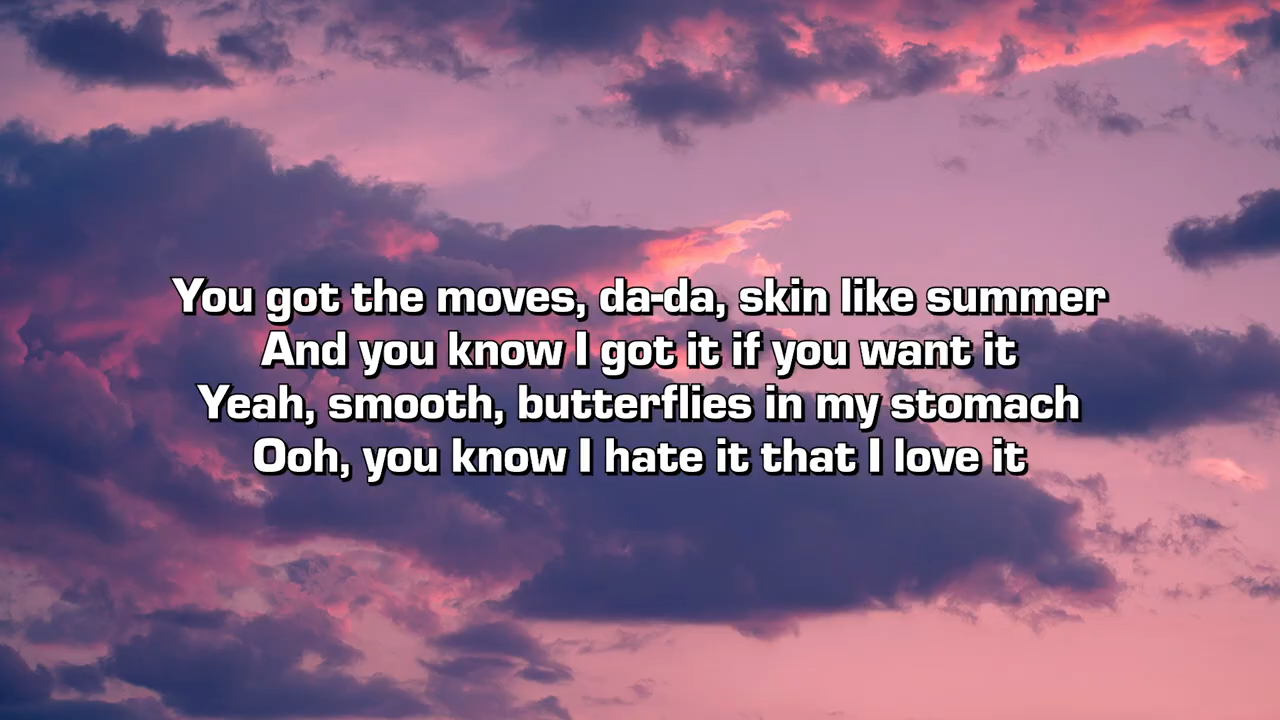 You got the moves, da-da, skin like summer
And you know I got it if you want it
Yeah, smooth, butterflies in my stomach
Ooh, you know I hate it that I love it